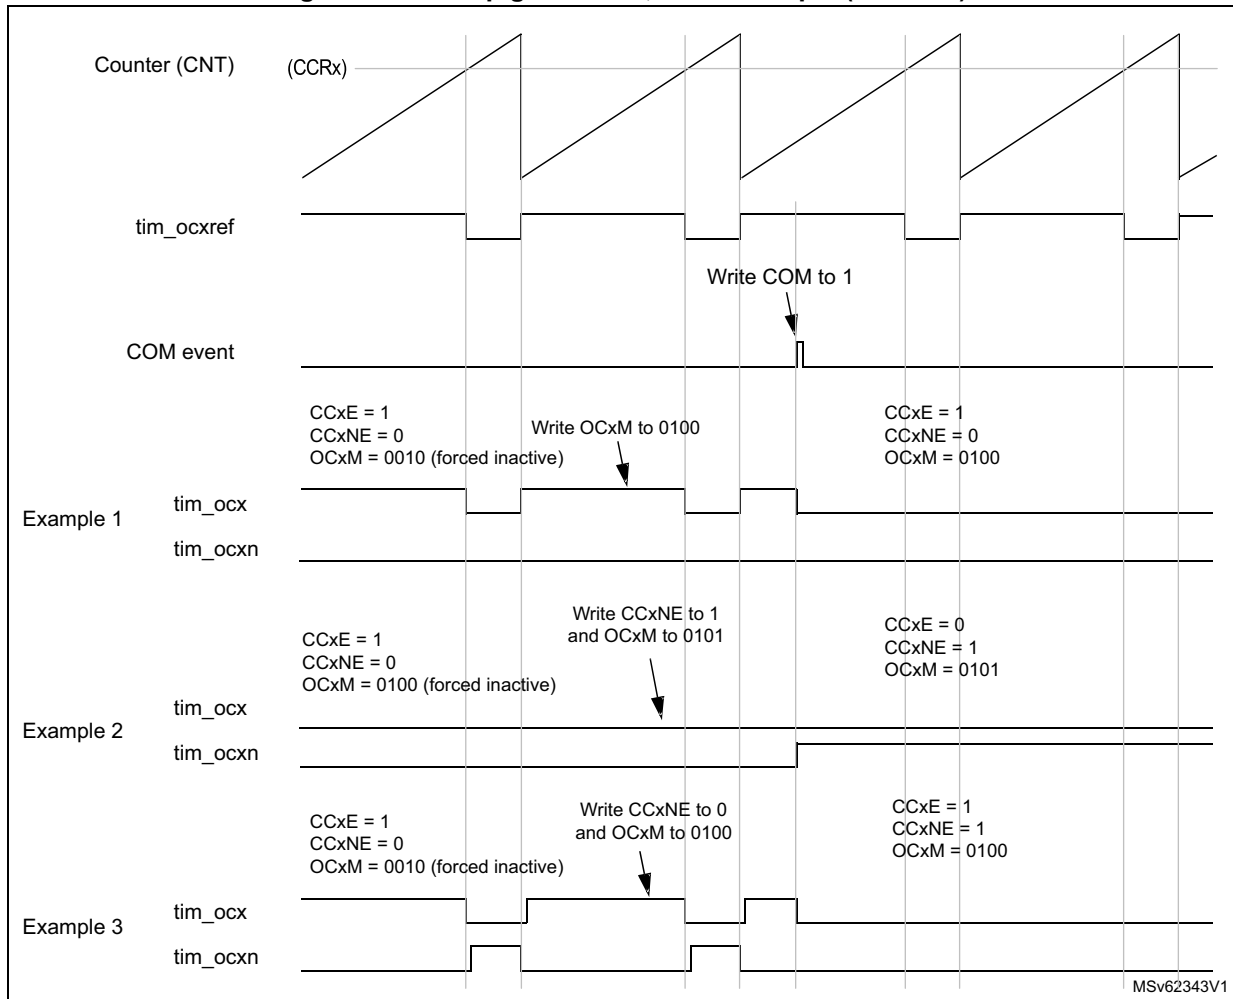 Counter (CNT)
(CCRx)
tim_ocxref
Write COM to 1
COM event
CCxE = 1
CCxNE = 0
OCxM = 0010 (forced inactive)
Write OCxM to 0100
CCxE = 1
CCxNE = 0
OCxM = 0100
Example 1
tim_ocx
tim_ocxn
CCxE = 1
CCxNE = 0
OCxM = 0100 (forced inactive)
Write CCxNE to 1
and OCxM to 0101
CCxE = 0
CCxNE = 1
OCxM = 0101
Example 2
tim_ocx
tim_ocxn
CCxE = 1
CCxNE = 0
OCxM = 0010 (forced inactive)
Write CCxNE to 0
and OCxM to 0100
CCxE = 1
CCxNE = 1
OCxM = 0100
Example 3
tim_ocx
tim_ocxn
MSv62343V1